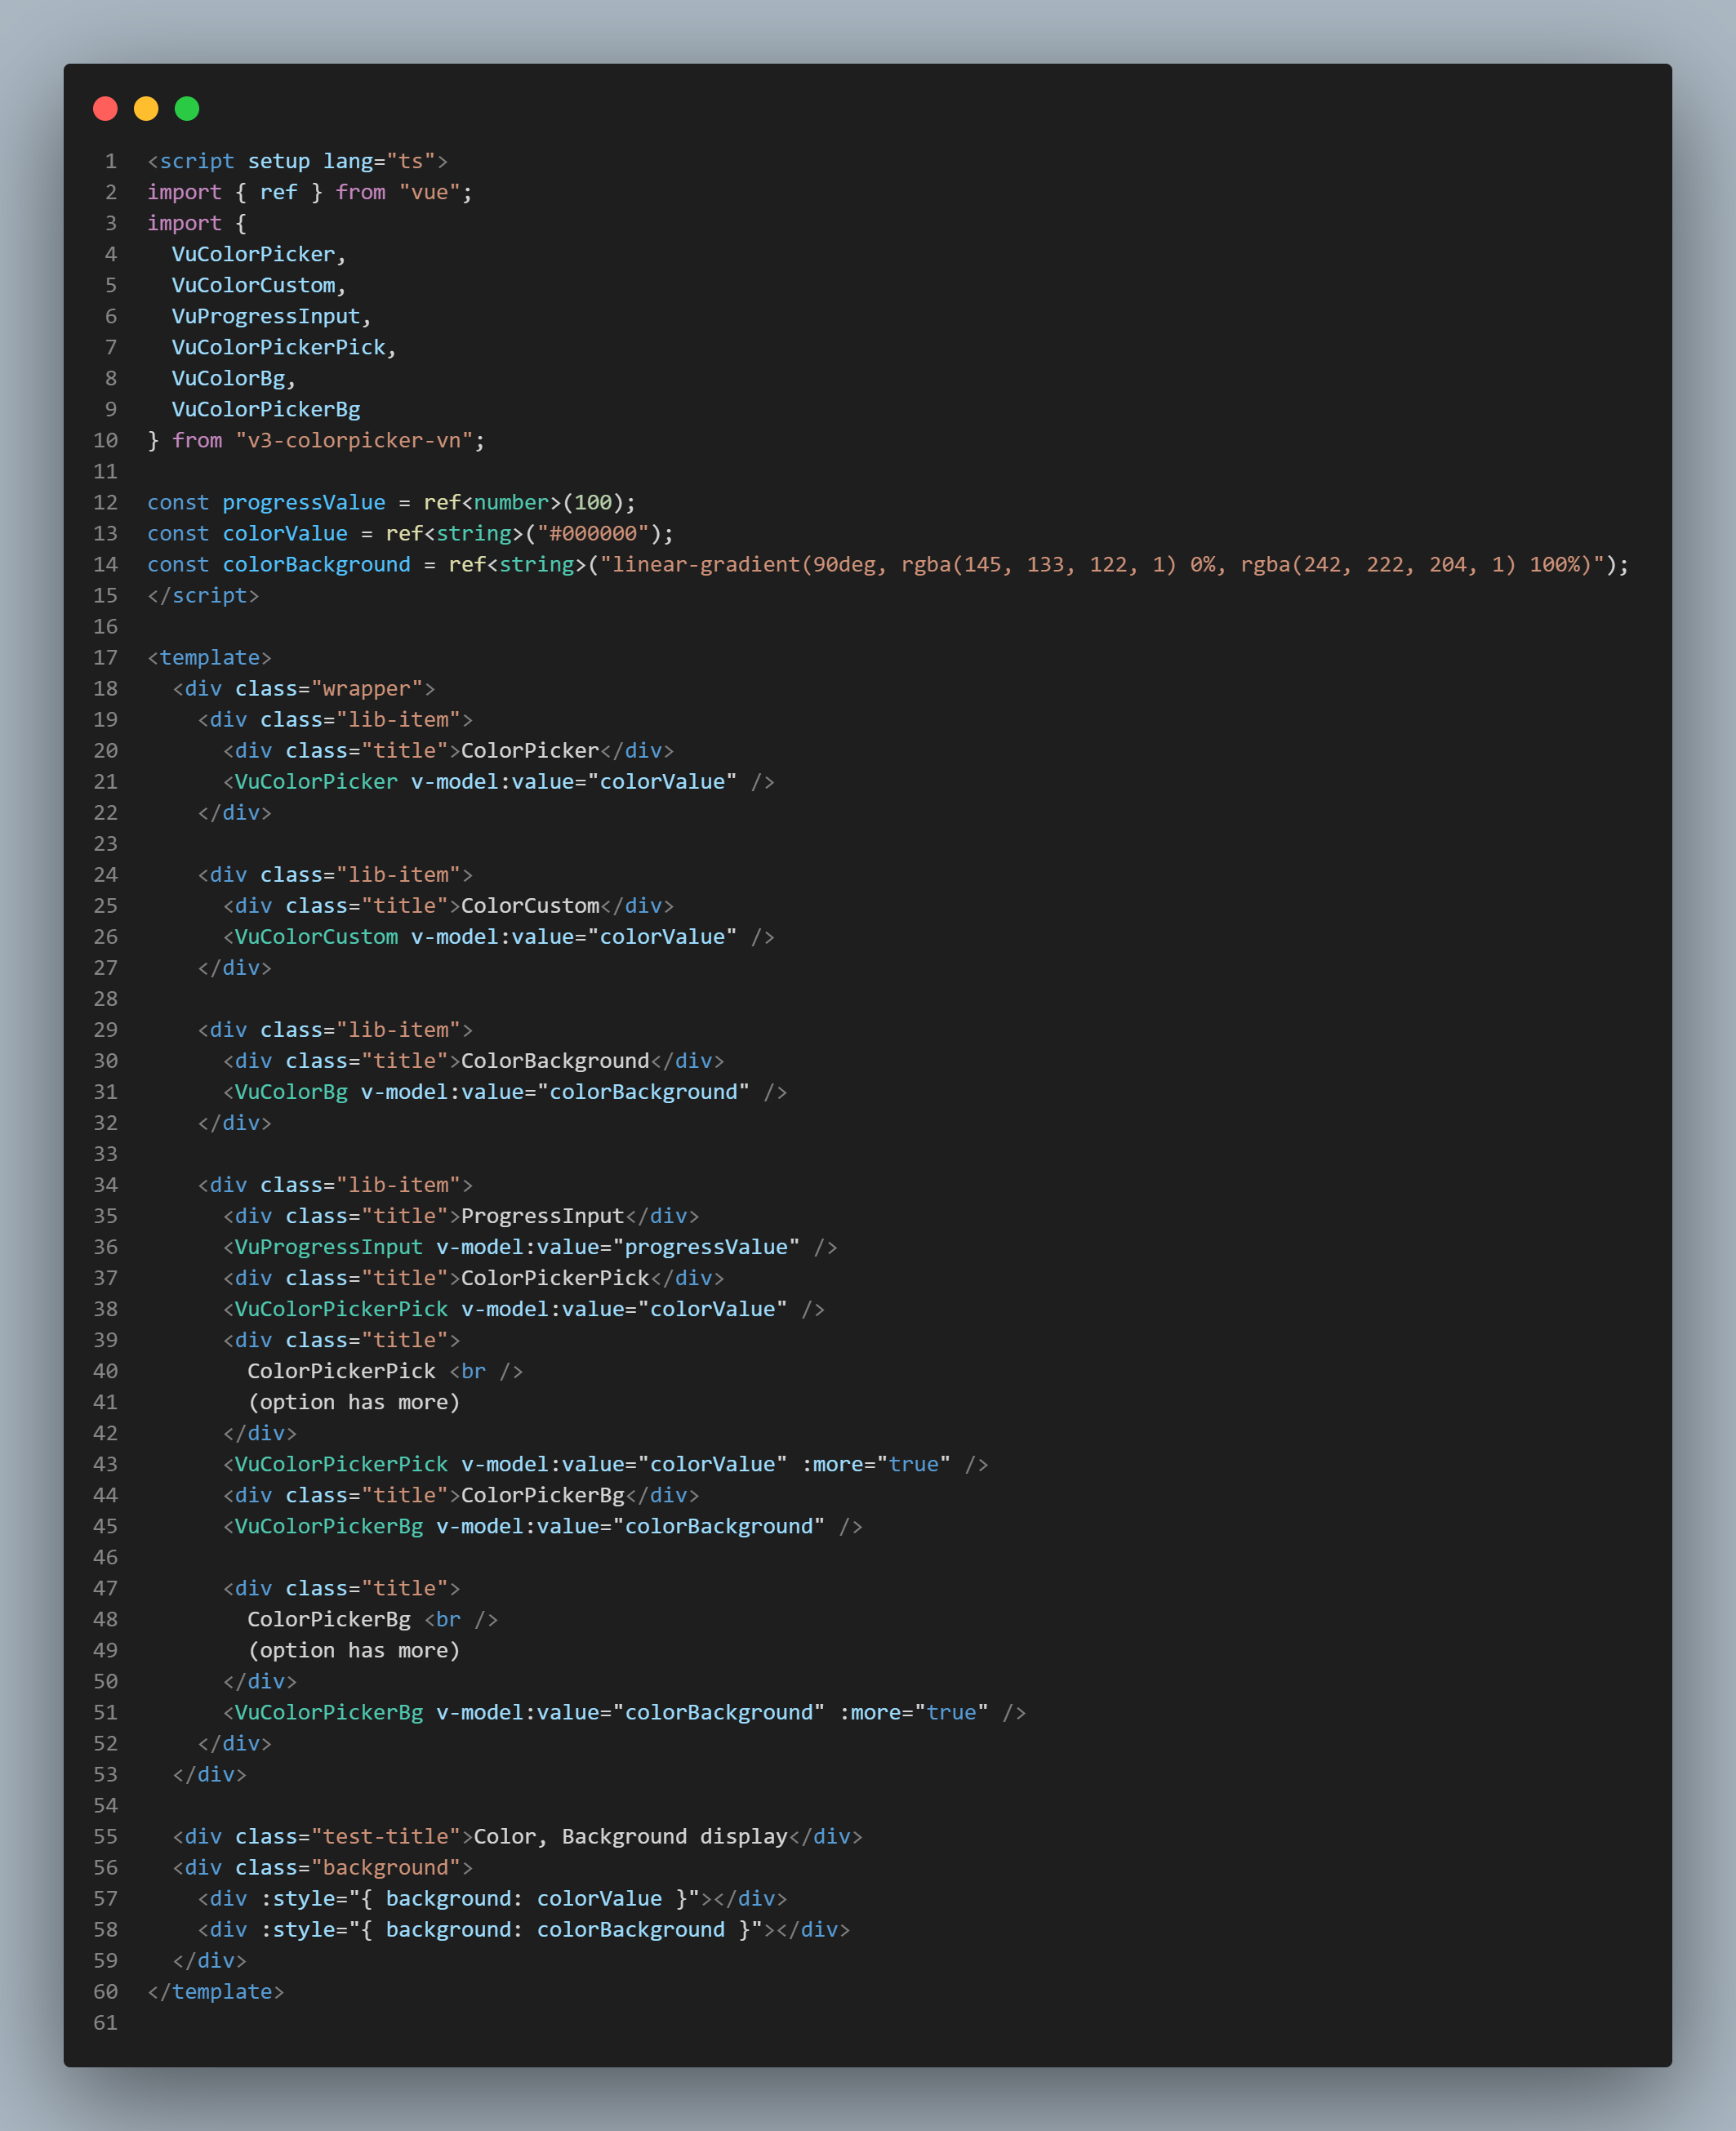 1 <script setup lang="ts">
2 import { ref } from "vue";
3 import {
4   VuColorPicker,
5   VuColorCustom,
6   VuProgressInput,
7   VuColorPickerPick,
8   VuColorBg,
9   VuColorPickerBg
10 } from "v3-colorpicker-vn";
11
12 const progressValue = ref<number>(100);
13 const colorValue = ref<string>("#000000");
14 const colorBackground = ref<string>("linear-gradient(90deg, rgba(145, 133, 122, 1) 0%, rgba(242, 222, 204, 1) 100%)");
15 </script>
16
17 <template>
18   <div class="wrapper">
19     <div class="lib-item">
20       <div class="title">ColorPicker</div>
21       <VuColorPicker v-model:value="colorValue" />
22     </div>
23
24     <div class="lib-item">
25       <div class="title">ColorCustom</div>
26       <VuColorCustom v-model:value="colorValue" />
27     </div>
28
29     <div class="lib-item">
30       <div class="title">ColorBackground</div>
31       <VuColorBg v-model:value="colorBackground" />
32     </div>
33
34     <div class="lib-item">
35       <div class="title">ProgressInput</div>
36       <VuProgressInput v-model:value="progressValue" />
37       <div class="title">ColorPickerPick</div>
38       <VuColorPickerPick v-model:value="colorValue" />
39       <div class="title">
40         ColorPickerPick <br />
41         (option has more)
42       </div>
43       <VuColorPickerPick v-model:value="colorValue" :more="true" />
44       <div class="title">ColorPickerBg</div>
45       <VuColorPickerBg v-model:value="colorBackground" />
46
47       <div class="title">
48         ColorPickerBg <br />
49         (option has more)
50       </div>
51       <VuColorPickerBg v-model:value="colorBackground" :more="true" />
52     </div>
53   </div>
54
55   <div class="test-title">Color, Background display</div>
56   <div class="background">
57     <div :style="{ background: colorValue }"></div>
58     <div :style="{ background: colorBackground }"></div>
59   </div>
60 </template>
61